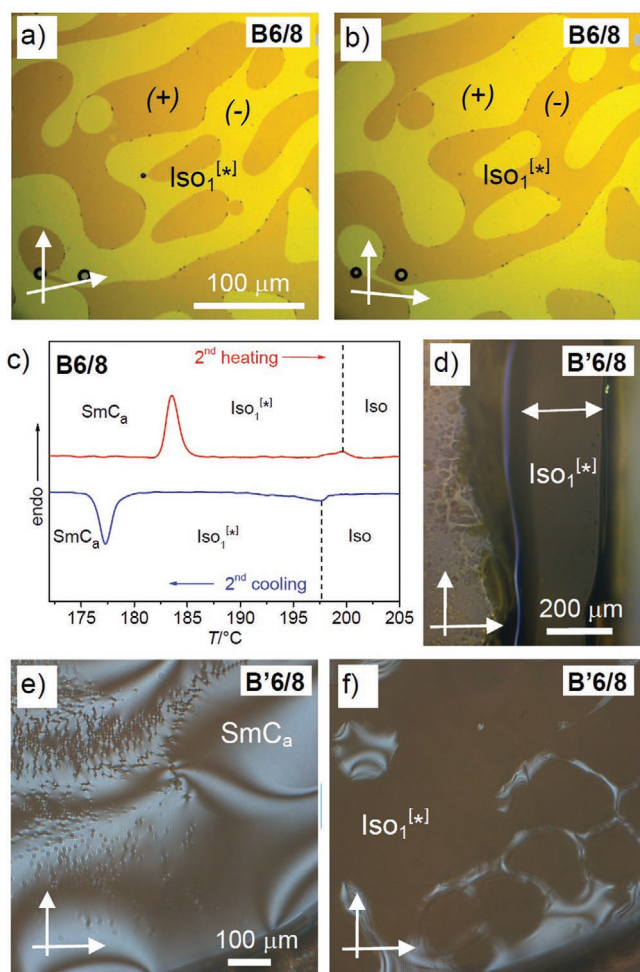 a) B6/8
(+)
(-)
Iso₁[*]
100 μm
b) B6/8
(+)
(-)
Iso₁[*]
c) B6/8
2nd heating
SmCₐ Iso₁[*] Iso
endo
SmCₐ Iso₁[*] Iso
2nd cooling
175 180 185 190 195 200 205
T/°C
d) B'6/8
Iso₁[*]
200 μm
e) B'6/8
SmCₐ
100 μm
f) B'6/8
Iso₁[*]